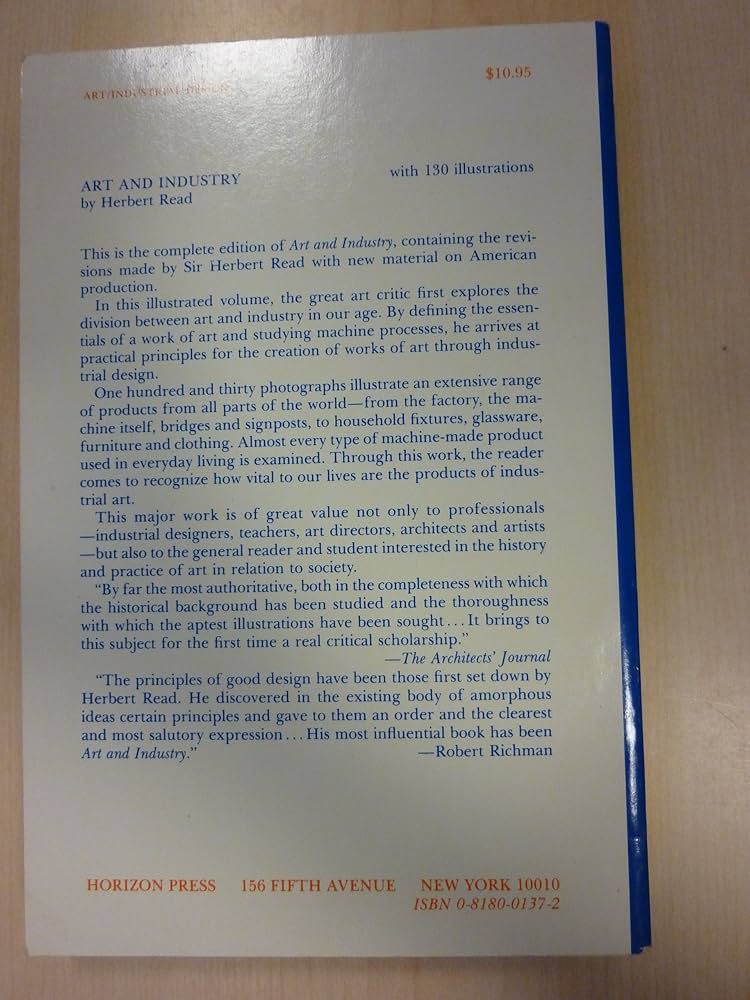 $10.95
ART/INDUSTRIAL DESIGN
ART AND INDUSTRY
with 130 illustrations
by Herbert Read
This is the complete edition of Art and Industry, containing the revi-
sions made by Sir Herbert Read with new material on American
production.
In this illustrated volume, the great art critic first explores the
division between art and industry in our age. By defining the essen-
tials of a work of art and studying machine processes, he arrives at
practical principles for the creation of works of art through indus-
trial design.
One hundred and thirty photographs illustrate an extensive range
of products from all parts of the world—from the factory, the ma-
chine itself, bridges and signposts, to household fixtures, glassware,
furniture and clothing. Almost every type of machine-made product
used in everyday living is examined. Through this work, the reader
comes to recognize how vital to our lives are the products of indus-
trial art.
This major work is of great value not only to professionals
—industrial designers, teachers, art directors, architects and artists
—but also to the general reader and student interested in the history
and practice of art in relation to society.
“By far the most authoritative, both in the completeness with which
the historical background has been studied and the thoroughness
with which the aptest illustrations have been sought...It brings to
this subject for the first time a real critical scholarship.”
—The Architects’ Journal
“The principles of good design have been those first set down by
Herbert Read. He discovered in the existing body of amorphous
ideas certain principles and gave to them an order and the clearest
and most salutory expression...His most influential book has been
Art and Industry.” —Robert Richman
HORIZON PRESS 156 FIFTH AVENUE NEW YORK 10010
ISBN 0-8180-0137-2